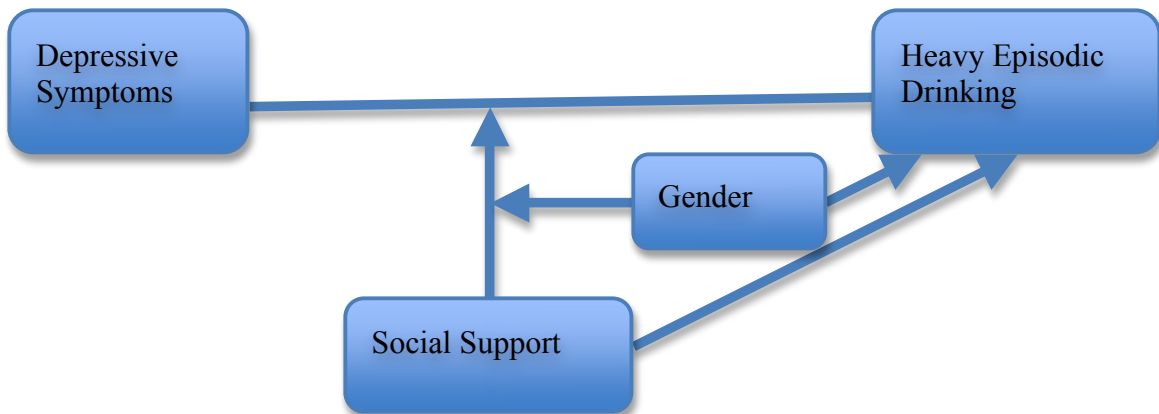 Depressive
Symptoms
Heavy Episodic
Drinking
Gender
Social Support